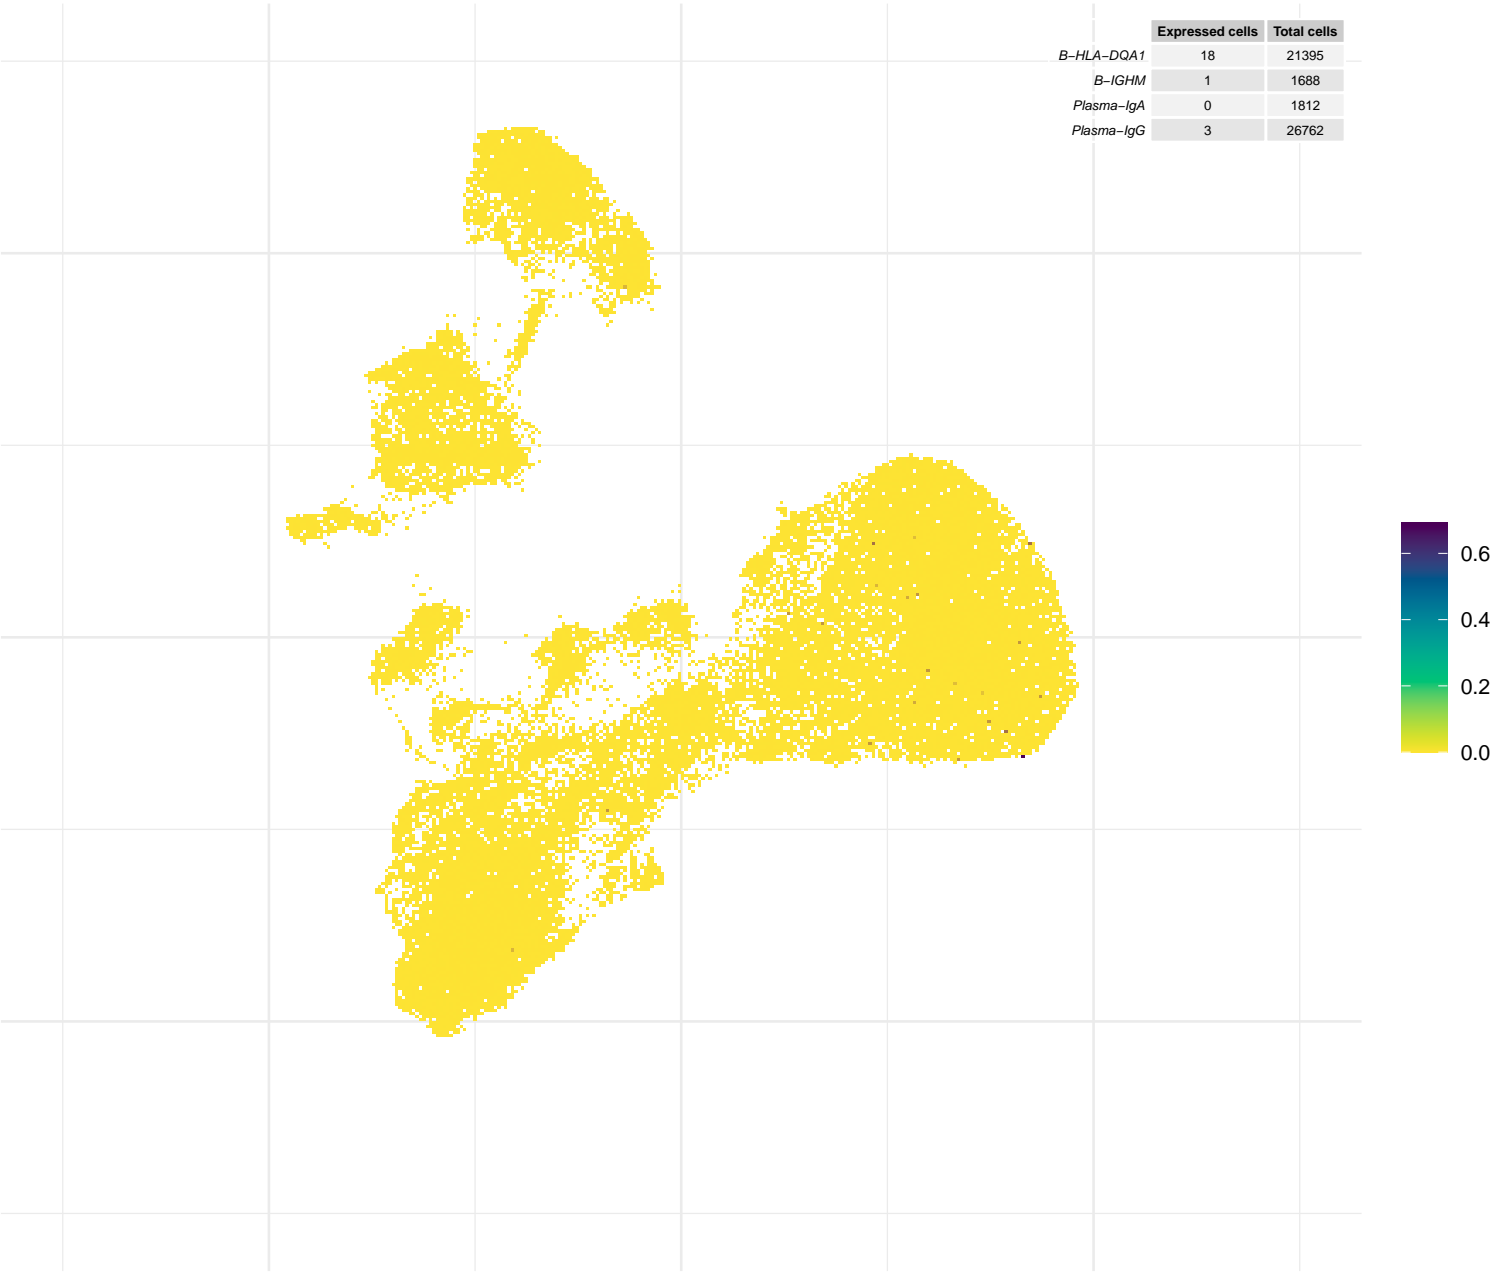 Expressed cells Total cells
B−HLA−DQA1 18 21395
B−IGHM 1 1688
Plasma−IgA 0 1812
Plasma−IgG 3 26762
0.6
0.4
0.2
0.0